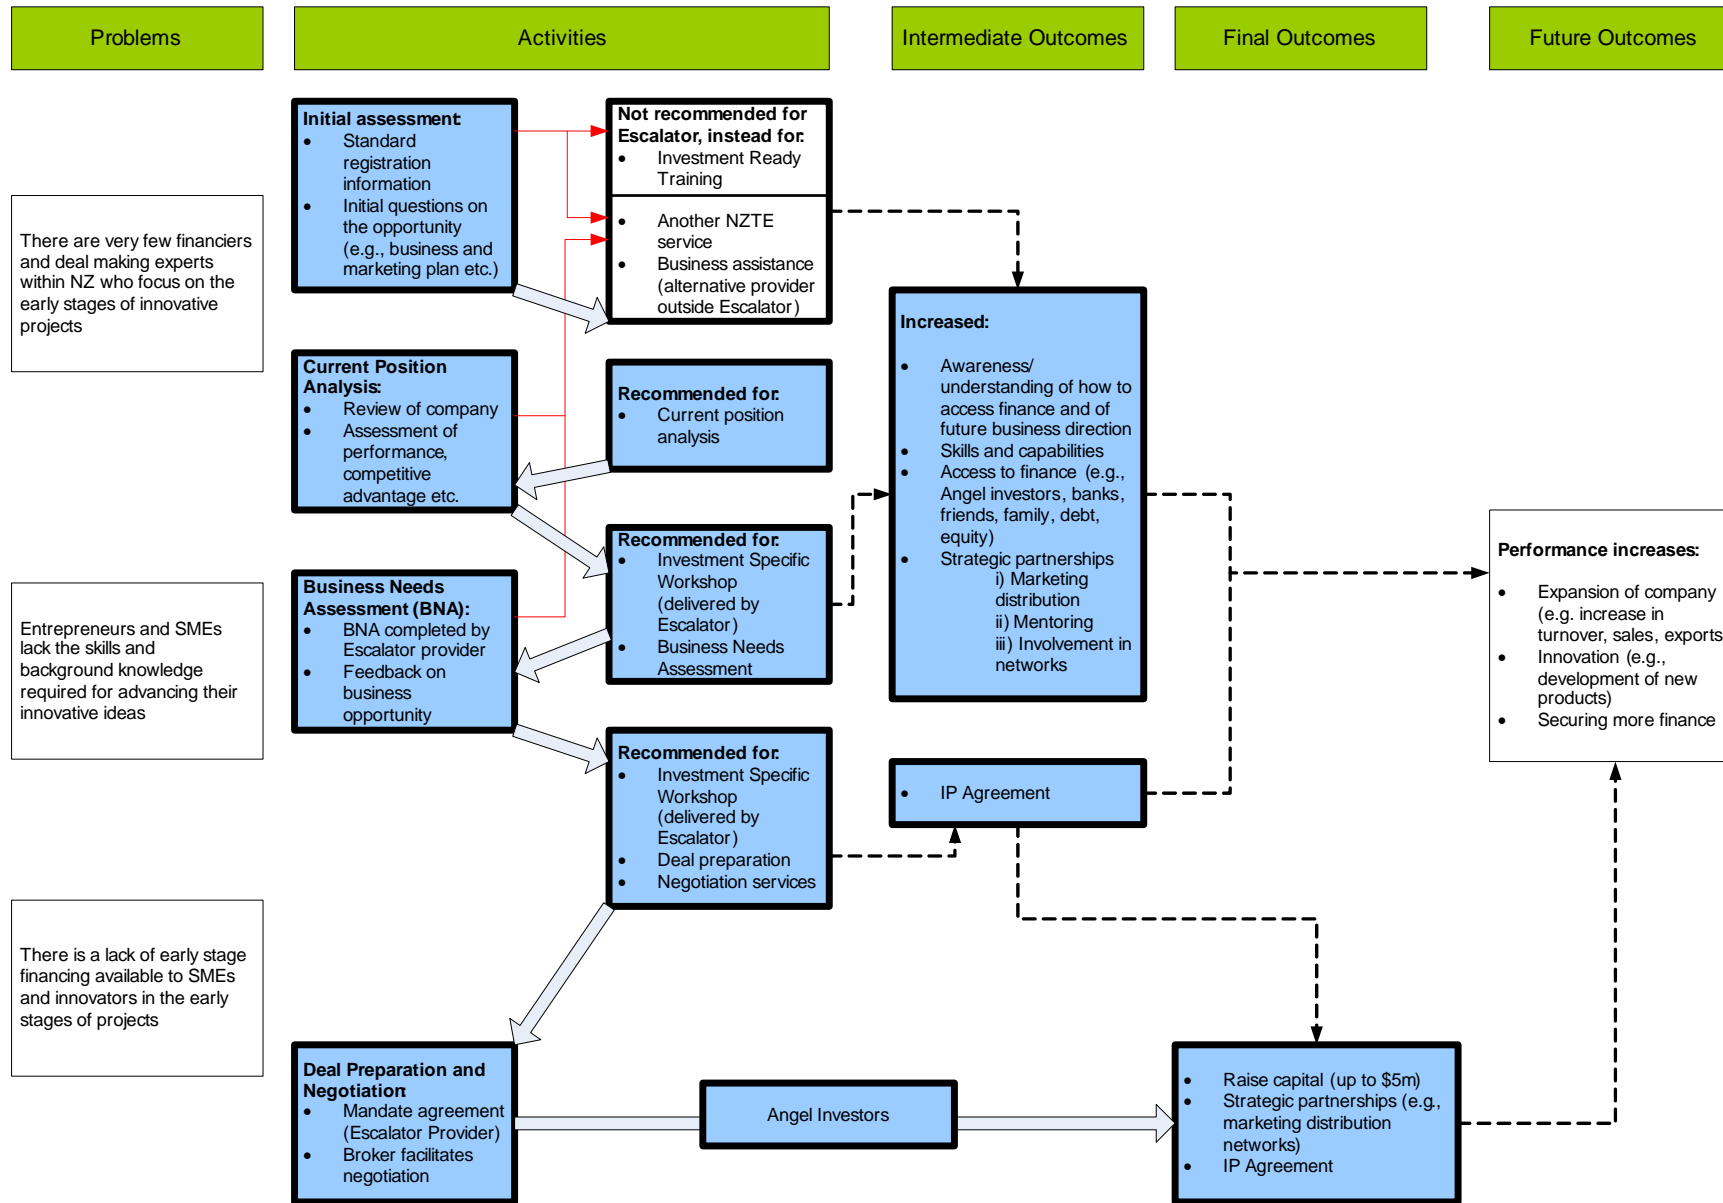 Problems
Activities
Intermediate Outcomes
Final Outcomes
Future Outcomes
There are very few financiers
and deal making experts
within NZ who focus on the
early stages of innovative
projects
Entrepreneurs and SMEs
lack the skills and
background knowledge
required for advancing their
innovative ideas
There is a lack of early stage
financing available to SMEs
and innovators in the early
stages of projects
Initial assessment:
• Standard
registration
information
• Initial questions on
the opportunity
(e.g., business and
marketing plan etc.)
Not recommended for
Escalator, instead for:
• Investment Ready
Training
• Another NZTE
service
• Business assistance
(alternative provider
outside Escalator)
Current Position
Analysis:
• Review of company
• Assessment of
performance,
competitive
advantage etc.
Recommended for:
• Current position
analysis
Recommended for:
• Investment Specific
Workshop
(delivered by
Escalator)
• Business Needs
Assessment
Business Needs
Assessment (BNA):
• BNA completed by
Escalator provider
• Feedback on
business
opportunity
Recommended for:
• Investment Specific
Workshop
(delivered by
Escalator)
• Deal preparation
• Negotiation services
Deal Preparation and
Negotiation:
• Mandate agreement
(Escalator Provider)
• Broker facilitates
negotiation
Angel Investors
Increased:
• Awareness/
understanding of how to
access finance and of
future business direction
• Skills and capabilities
• Access to finance (e.g.,
Angel investors, banks,
friends, family, debt,
equity)
• Strategic partnerships
i) Marketing
distribution
ii) Mentoring
iii) Involvement in
networks
• IP Agreement
• Raise capital (up to $5m)
• Strategic partnerships (e.g.,
marketing distribution
networks)
• IP Agreement
Performance increases:
• Expansion of company
(e.g. increase in
turnover, sales, exports
• Innovation (e.g.,
development of new
products)
• Securing more finance